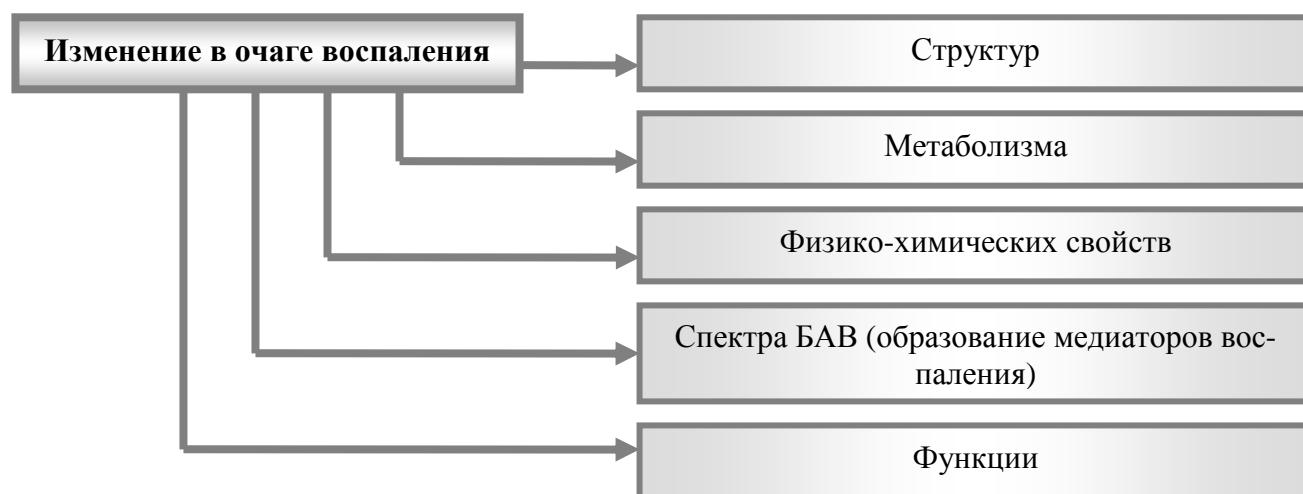 Изменение в очаге воспаления
Структур
Метаболизма
Физико-химических свойств
Спектра БАВ (образование медиаторов вос-
паления)
Функции